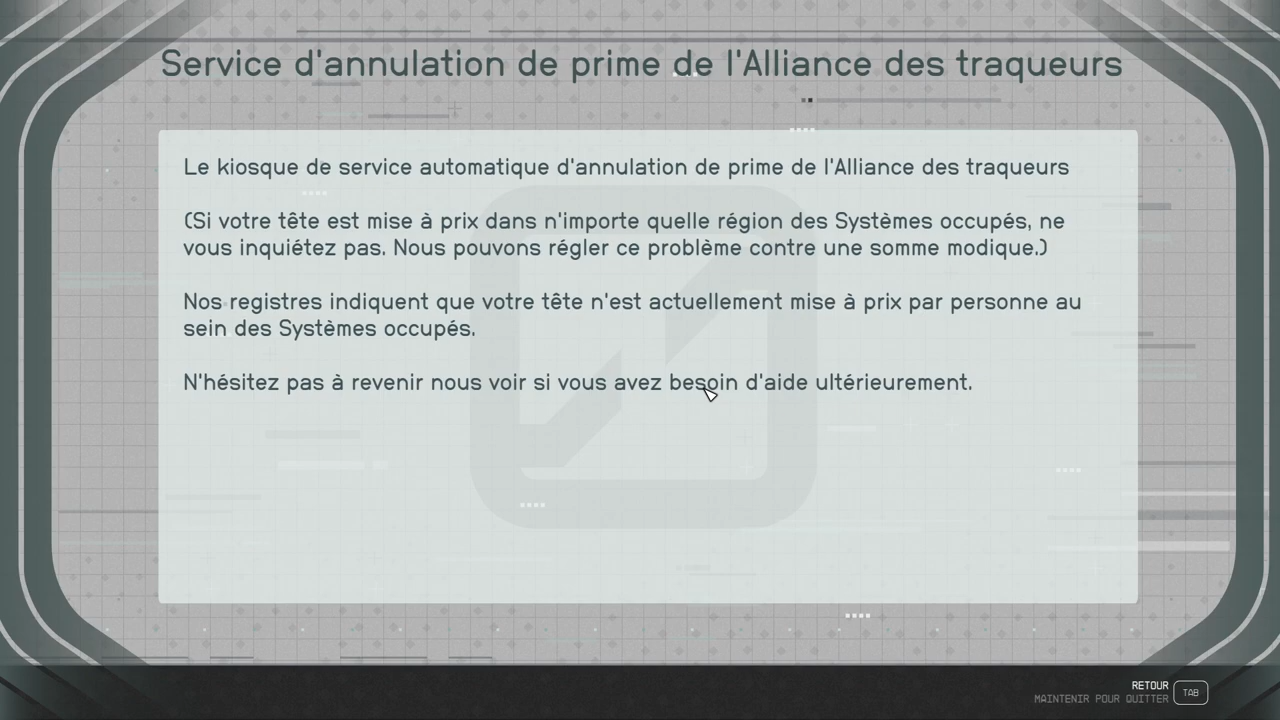 Service d'annulation de prime de l'Alliance des traqueurs
Le kiosque de service automatique d'annulation de prime de l'Alliance des traqueurs
(Si votre tête est mise à prix dans n'importe quelle région des Systèmes occupés, ne
vous inquiétez pas. Nous pouvons régler ce problème contre une somme modique.)
Nos registres indiquent que votre tête n'est actuellement mise à prix par personne au
sein des Systèmes occupés.
N'hésitez pas à revenir nous voir si vous avez besoin d'aide ultérieurement.
RETOUR
MAINTENIR POUR QUITTER
TAB